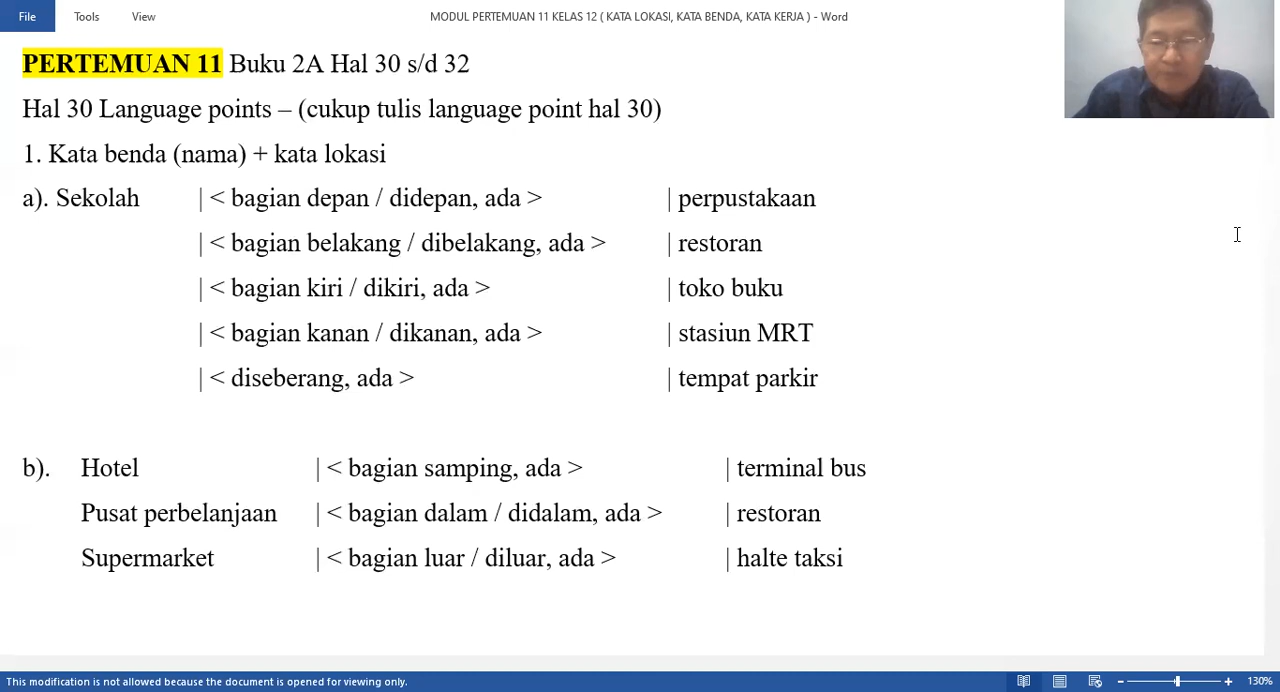 File Tools View MODUL PERTEMUAN 11 KELAS 12 ( KATA LOKASI, KATA BENDA, KATA KERJA ) - Word
PERTEMUAN 11 Buku 2A Hal 30 s/d 32
Hal 30 Language points – (cukup tulis language point hal 30)
1. Kata benda (nama) + kata lokasi
a). Sekolah | < bagian depan / didepan, ada > | perpustakaan
| < bagian belakang / dibelakang, ada > | restoran
| < bagian kiri / dikiri, ada > | toko buku
| < bagian kanan / dikanan, ada > | stasiun MRT
| < diseberang, ada > | tempat parkir
b). Hotel | < bagian samping, ada > | terminal bus
Pusat perbelanjaan | < bagian dalam / didalam, ada > | restoran
Supermarket | < bagian luar / diluar, ada > | halte taksi
This modification is not allowed because the document is opened for viewing only. 130%